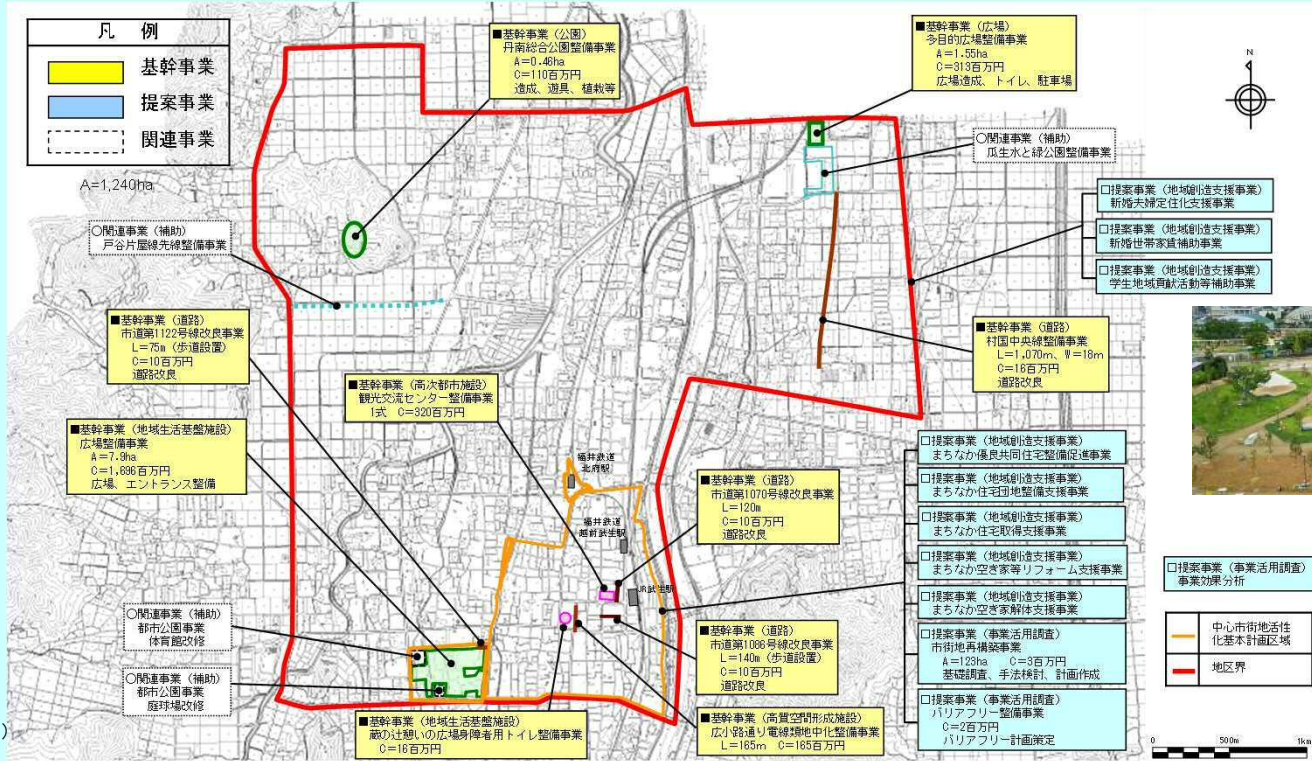 凡 例
基幹事業
提案事業
関連事業
A=1,240ha
■基幹事業（公園）
丹南総合公園整備事業
A=0.46ha
C=110百万円
造成、遊具、植栽等
■基幹事業（広場）
多目的広場整備事業
A=1.55ha
C=313百万円
広場造成、トイレ、駐車場
N
○関連事業（補助）
瓜生水と緑公園整備事業
□提案事業（地域創造支援事業）
新婚夫婦定住化支援事業
□提案事業（地域創造支援事業）
新婚世帯家賃補助事業
□提案事業（地域創造支援事業）
学生地域貢献活動等補助事業
○関連事業（補助）
戸谷片屋線先線整備事業
■基幹事業（道路）
市道第1122号線改良事業
L=75m（歩道設置）
C=10百万円
道路改良
■基幹事業（道路）
村国中央線整備事業
L=1,070m、W=18m
C=16百万円
道路改良
■基幹事業（高次都市施設）
観光交流センター整備事業
1式 C=320百万円
■基幹事業（地域生活基盤施設）
広場整備事業
A=7.9ha
C=1,696百万円
広場、エントランス整備
福井鉄道
北府駅
福井鉄道
越前武生駅
JR武生駅
■基幹事業（道路）
市道第1070号線改良事業
L=120m
C=10百万円
道路改良
□提案事業（地域創造支援事業）
まちなか優良共同住宅整備促進事業
□提案事業（地域創造支援事業）
まちなか住宅団地整備支援事業
□提案事業（地域創造支援事業）
まちなか住宅取得支援事業
□提案事業（地域創造支援事業）
まちなか空き家等リフォーム支援事業
□提案事業（地域創造支援事業）
まちなか空き家解体支援事業
□提案事業（事業活用調査）
市街地再構築事業
A=123ha C=3百万円
基礎調査、手法検討、計画作成
□提案事業（事業活用調査）
バリアフリー整備事業
C=2百万円
バリアフリー計画策定
□提案事業（事業活用調査）
事業効果分析
中心市街地活性
化基本計画区域
地区界
○関連事業（補助）
都市公園事業
体育館改修
○関連事業（補助）
都市公園事業
庭球場改修
■基幹事業（道路）
市道第1086号線改良事業
L=140m（歩道設置）
C=10百万円
道路改良
■基幹事業（地域生活基盤施設）
蔵の辻憩いの広場身障者用トイレ整備事業
C=16百万円
■基幹事業（高質空間形成施設）
広小路通り電線類地中化整備事業
L=165m C=165百万円
)
0 500m 1km